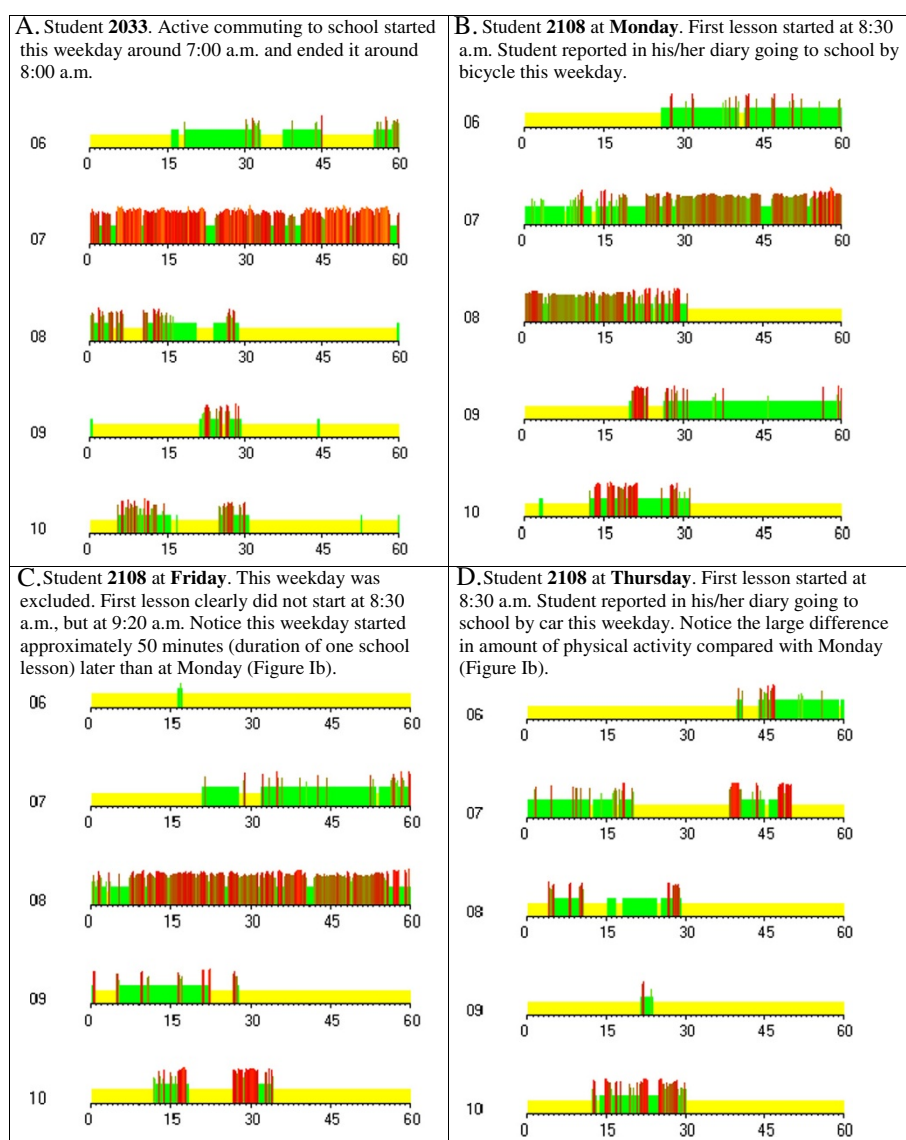 A. Student 2033. Active commuting to school started
this weekday around 7:00 a.m. and ended it around
8:00 a.m.
06
0 15 30 45 60
07
0 15 30 45 60
08
0 15 30 45 60
09
0 15 30 45 60
10
0 15 30 45 60
B. Student 2108 at Monday. First lesson started at 8:30
a.m. Student reported in his/her diary going to school by
bicycle this weekday.
06
0 15 30 45 60
07
0 15 30 45 60
08
0 15 30 45 60
09
0 15 30 45 60
10
0 15 30 45 60
C. Student 2108 at Friday. This weekday was
excluded. First lesson clearly did not start at 8:30
a.m., but at 9:20 a.m. Notice this weekday started
approximately 50 minutes (duration of one school
lesson) later than at Monday (Figure Ib).
06
0 15 30 45 60
07
0 15 30 45 60
08
0 15 30 45 60
09
0 15 30 45 60
10
0 15 30 45 60
D. Student 2108 at Thursday. First lesson started at
8:30 a.m. Student reported in his/her diary going to
school by car this weekday. Notice the large difference
in amount of physical activity compared with Monday
(Figure Ib).
06
0 15 30 45 60
07
0 15 30 45 60
08
0 15 30 45 60
09
0 15 30 45 60
10
0 15 30 45 60